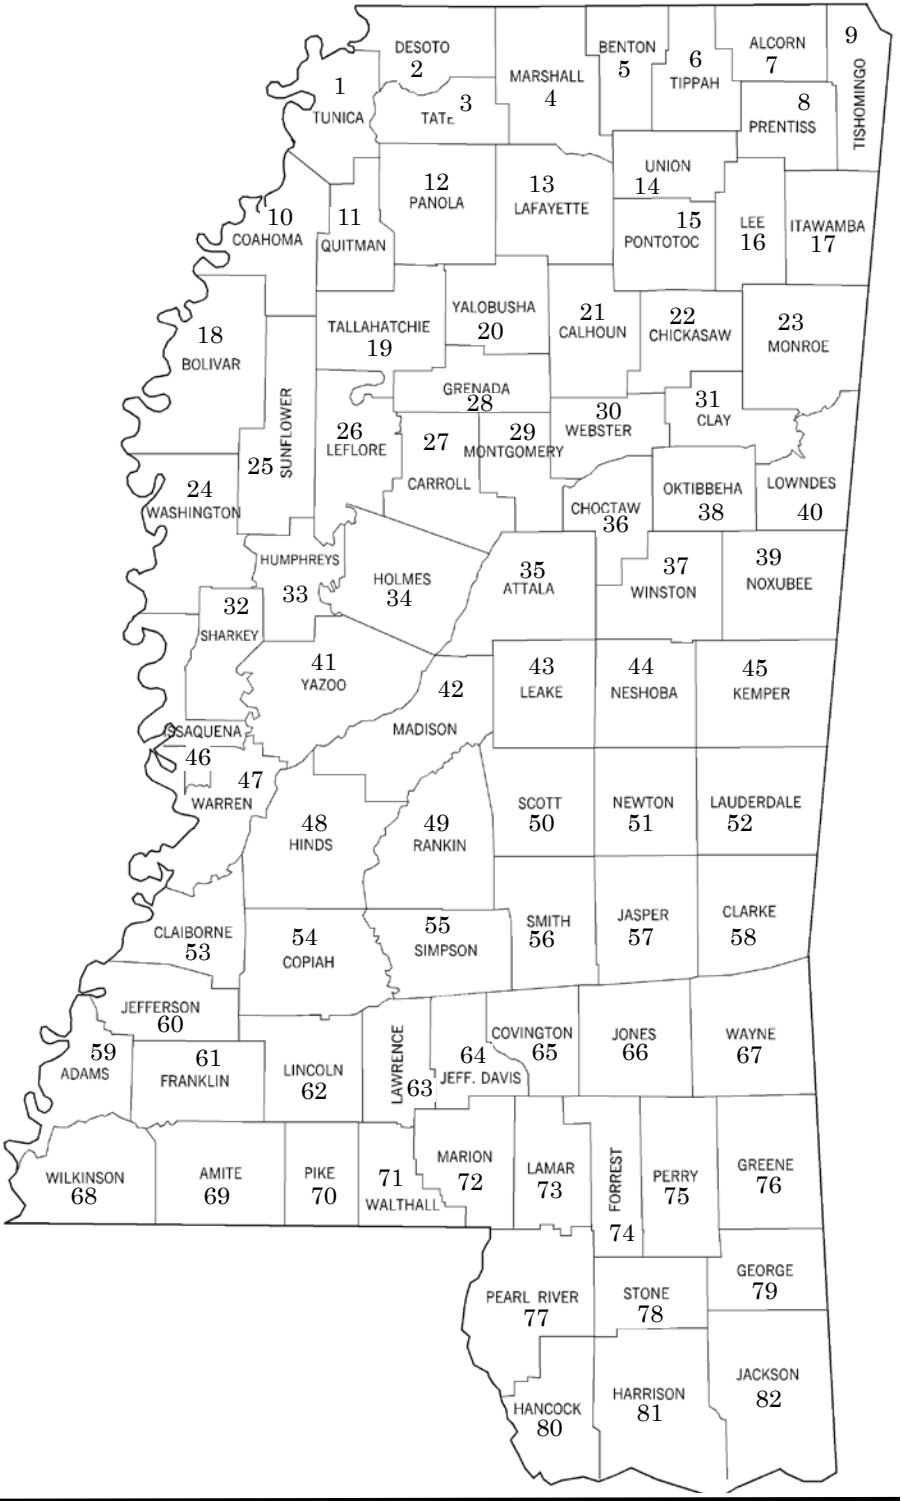 DESOTO
2
BENTON
5
6
TIPPAH
ALCORN
7
9
TISHOMINGO
1
TUNICA
MARSHALL
4
3
TATE
8
PRENTISS
12
PANOLA
13
LAFAYETTE
UNION
14
10
COAHOMA
11
QUITMAN
15
PONTOTOC
LEE
16
ITAWAMBA
17
18
BOLIVAR
TALLAHATCHIE
19
YALOBUSHA
20
21
CALHOUN
22
CHICKASAW
23
MONROE
GRENADA
28
SUNFLOWER
25
26
LEFLORE
27
CARROLL
29
MONTGOMERY
30
WEBSTER
31
CLAY
24
WASHINGTON
CHOCTAW
36
OKTIBBEHA
38
LOWNDES
40
HUMPHREYS
33
HOLMES
34
35
ATTALA
37
WINSTON
39
NOXUBEE
32
SHARKEY
41
YAZOO
42
MADISON
43
LEAKE
44
NESHOBA
45
KEMPER
ISSAQUENA
46
47
WARREN
48
HINDS
49
RANKIN
SCOTT
50
NEWTON
51
LAUDERDALE
52
CLAIBORNE
53
54
COPIAH
55
SIMPSON
SMITH
56
JASPER
57
CLARKE
58
JEFFERSON
60
59
ADAMS
61
FRANKLIN
LINCOLN
62
LAWRENCE
63
64
JEFF. DAVIS
COVINGTON
65
JONES
66
WAYNE
67
WILKINSON
68
AMITE
69
PIKE
70
71
WALTHALL
MARION
72
LAMAR
73
FORREST
74
PERRY
75
GREENE
76
PEARL RIVER
77
STONE
78
GEORGE
79
HANCOCK
80
HARRISON
81
JACKSON
82